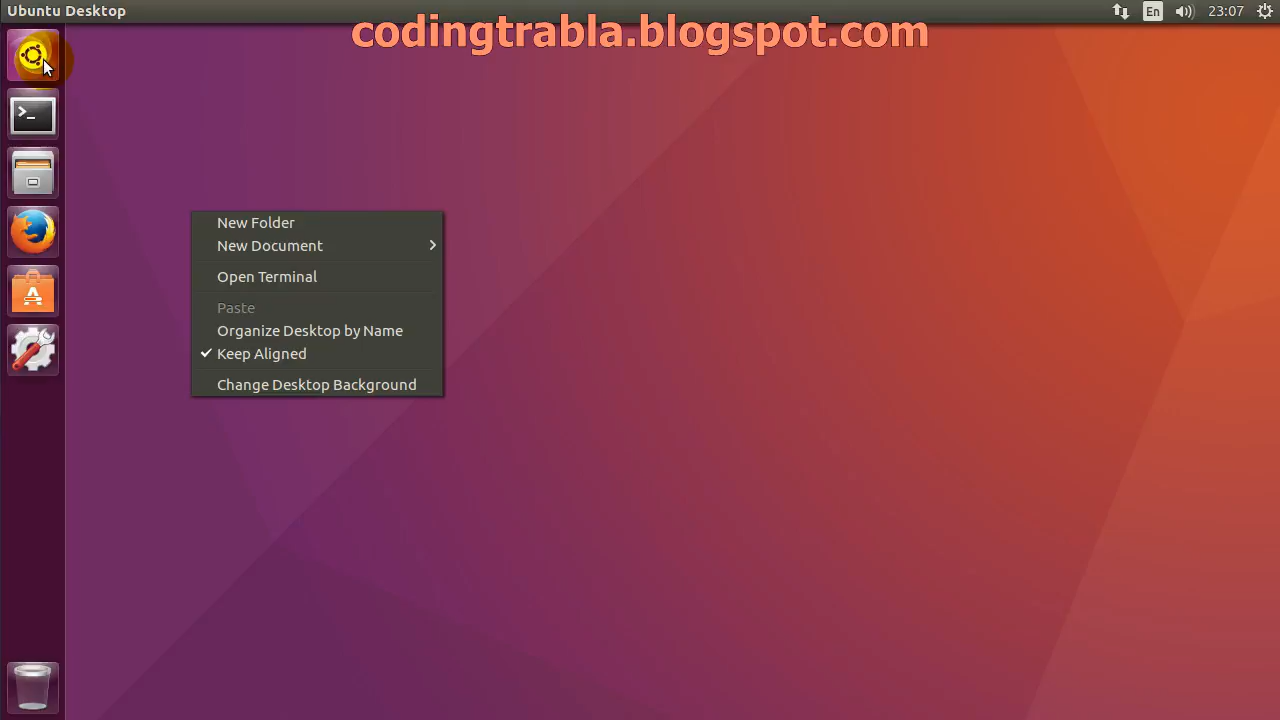 Ubuntu Desktop
En
23:07
codingtrabla.blogspot.com
>_
A
New Folder
New Document
Open Terminal
Paste
Organize Desktop by Name
Keep Aligned
Change Desktop Background